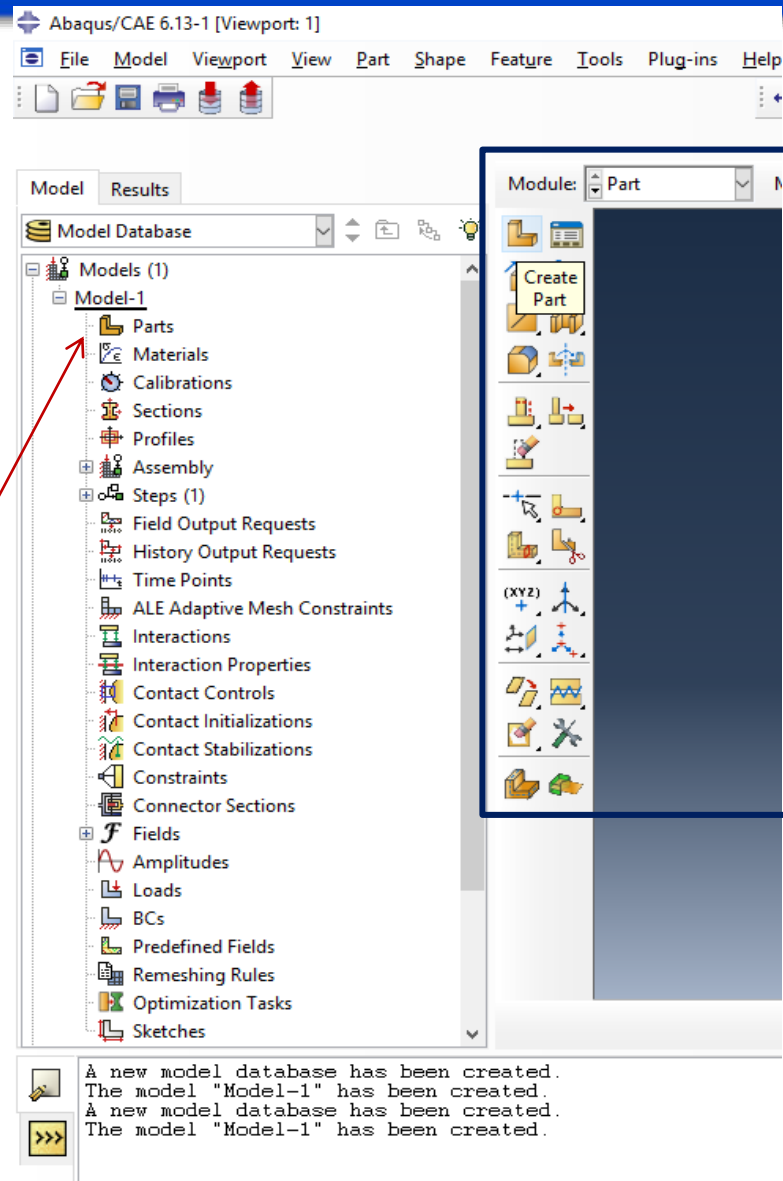 Abaqus/CAE 6.13-1 [Viewport: 1]
File Model Viewport View Part Shape Feature Tools Plug-ins Help
Model Results
Module: Part
Model Database
Models (1)
Model-1
Parts
Materials
Calibrations
Sections
Profiles
Assembly
Steps (1)
Field Output Requests
History Output Requests
Time Points
ALE Adaptive Mesh Constraints
Interactions
Interaction Properties
Contact Controls
Contact Initializations
Contact Stabilizations
Constraints
Connector Sections
Fields
Amplitudes
Loads
BCs
Predefined Fields
Remeshing Rules
Optimization Tasks
Sketches
Create
Part
(XYZ)
A new model database has been created.
The model "Model-1" has been created.
A new model database has been created.
The model "Model-1" has been created.
>>>